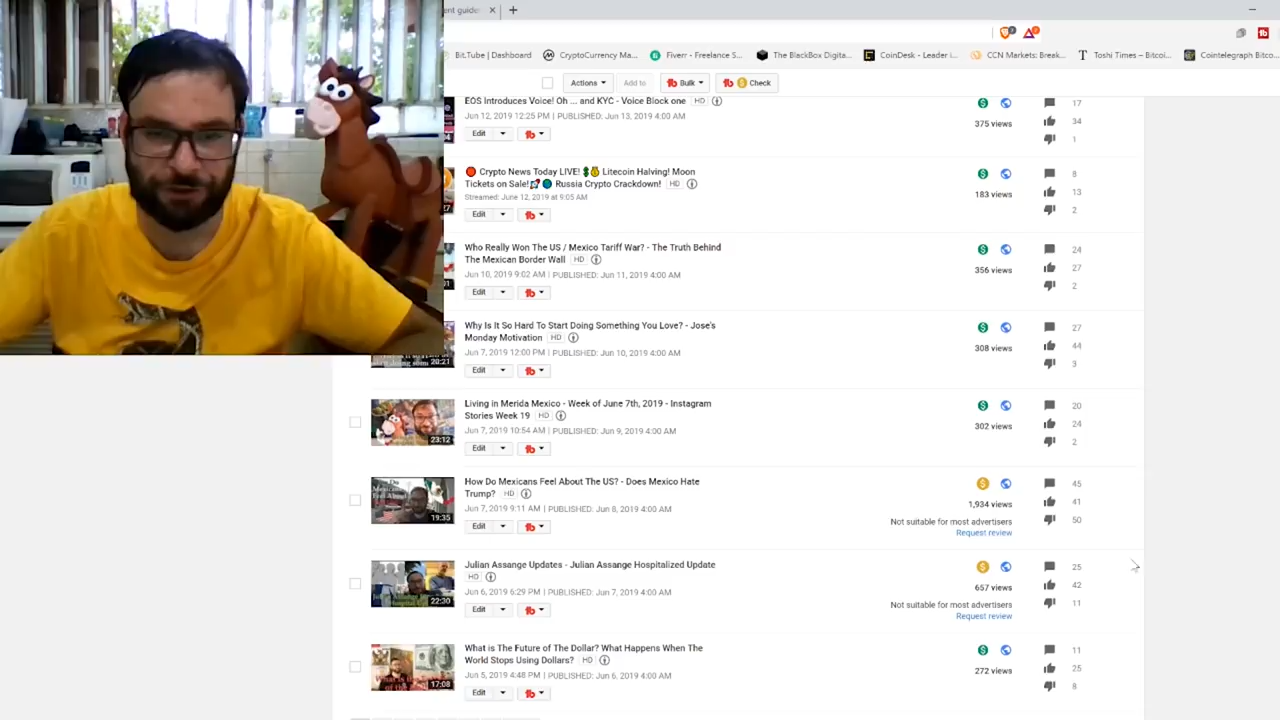 ent guide
Bit.Tube | Dashboard
CryptoCurrency Ma...
Fiverr - Freelance S...
The BlackBox Digita...
CoinDesk - Leader i...
CCN Markets: Break...
Toshi Times – Bitcoi...
Cointelegraph Bitco...
Actions
Add to
Bulk
Check
EOS Introduces Voice! Oh ... and KYC - Voice Block one HD
Jun 12, 2019 12:25 PM | PUBLISHED: Jun 13, 2019 4:00 AM
375 views
17
34
1
Edit
Crypto News Today LIVE! Litecoin Halving! Moon
Tickets on Sale! Russia Crypto Crackdown! HD
Streamed: June 12, 2019 at 9:05 AM
183 views
8
13
2
Edit
Who Really Won The US / Mexico Tariff War? - The Truth Behind
The Mexican Border Wall HD
Jun 10, 2019 9:02 AM | PUBLISHED: Jun 11, 2019 4:00 AM
356 views
24
27
2
Edit
Why Is It So Hard To Start Doing Something You Love? - Jose's
Monday Motivation HD
Jun 7, 2019 12:00 PM | PUBLISHED: Jun 10, 2019 4:00 AM
308 views
27
44
3
20:21
Edit
Living in Merida Mexico - Week of June 7th, 2019 - Instagram
Stories Week 19 HD
Jun 7, 2019 10:54 AM | PUBLISHED: Jun 9, 2019 4:00 AM
302 views
20
24
2
23:12
Edit
How Do Mexicans Feel About The US? - Does Mexico Hate
Trump? HD
Jun 7, 2019 9:11 AM | PUBLISHED: Jun 8, 2019 4:00 AM
1,934 views
Not suitable for most advertisers
Request review
45
41
50
19:35
Edit
Julian Assange Updates - Julian Assange Hospitalized Update
HD
Jun 6, 2019 6:29 PM | PUBLISHED: Jun 7, 2019 4:00 AM
657 views
Not suitable for most advertisers
Request review
25
42
11
22:30
Edit
What is The Future of The Dollar? What Happens When The
World Stops Using Dollars? HD
Jun 5, 2019 4:48 PM | PUBLISHED: Jun 6, 2019 4:00 AM
272 views
11
25
8
17:08
Edit